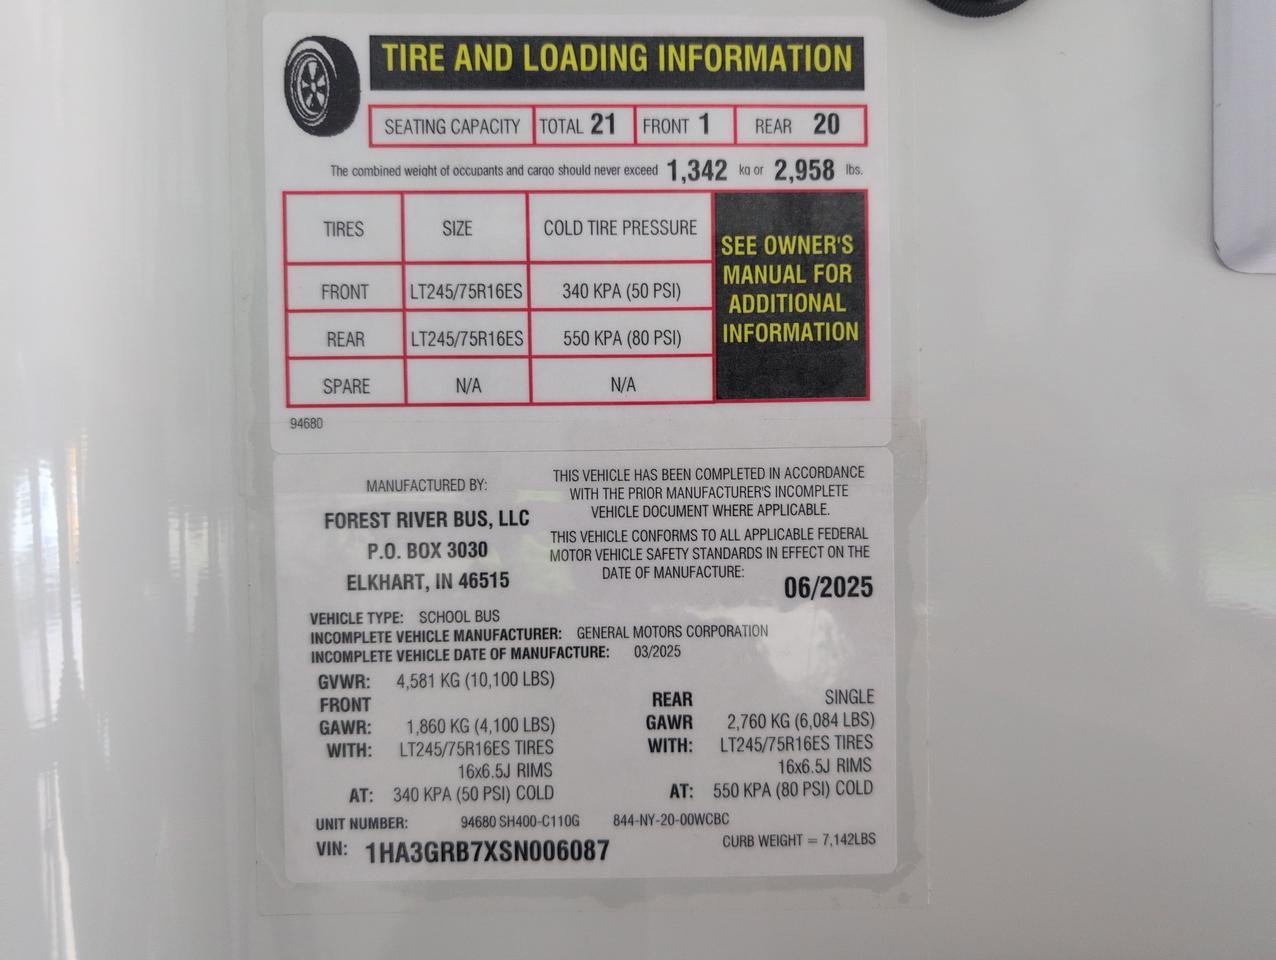 TIRE AND LOADING INFORMATION
SEATING CAPACITY TOTAL 21 FRONT 1 REAR 20
The combined weight of occupants and cargo should never exceed 1,342 kg or 2,958 lbs.
TIRES SIZE COLD TIRE PRESSURE
FRONT LT245/75R16ES 340 KPA (50 PSI)
REAR LT245/75R16ES 550 KPA (80 PSI)
SPARE N/A N/A
SEE OWNER'S
MANUAL FOR
ADDITIONAL
INFORMATION
94680
MANUFACTURED BY:
FOREST RIVER BUS, LLC
P.O. BOX 3030
ELKHART, IN 46515
THIS VEHICLE HAS BEEN COMPLETED IN ACCORDANCE
WITH THE PRIOR MANUFACTURER'S INCOMPLETE
VEHICLE DOCUMENT WHERE APPLICABLE.
THIS VEHICLE CONFORMS TO ALL APPLICABLE FEDERAL
MOTOR VEHICLE SAFETY STANDARDS IN EFFECT ON THE
DATE OF MANUFACTURE:
06/2025
VEHICLE TYPE: SCHOOL BUS
INCOMPLETE VEHICLE MANUFACTURER: GENERAL MOTORS CORPORATION
INCOMPLETE VEHICLE DATE OF MANUFACTURE: 03/2025
GVWR: 4,581 KG (10,100 LBS)
FRONT
GAWR: 1,860 KG (4,100 LBS)
WITH: LT245/75R16ES TIRES
16x6.5J RIMS
AT: 340 KPA (50 PSI) COLD
REAR SINGLE
GAWR 2,760 KG (6,084 LBS)
WITH: LT245/75R16ES TIRES
16x6.5J RIMS
AT: 550 KPA (80 PSI) COLD
UNIT NUMBER: 94680 SH400-C110G 844-NY-20-00WCBC
VIN: 1HA3GRB7XSN006087
CURB WEIGHT = 7,142LBS